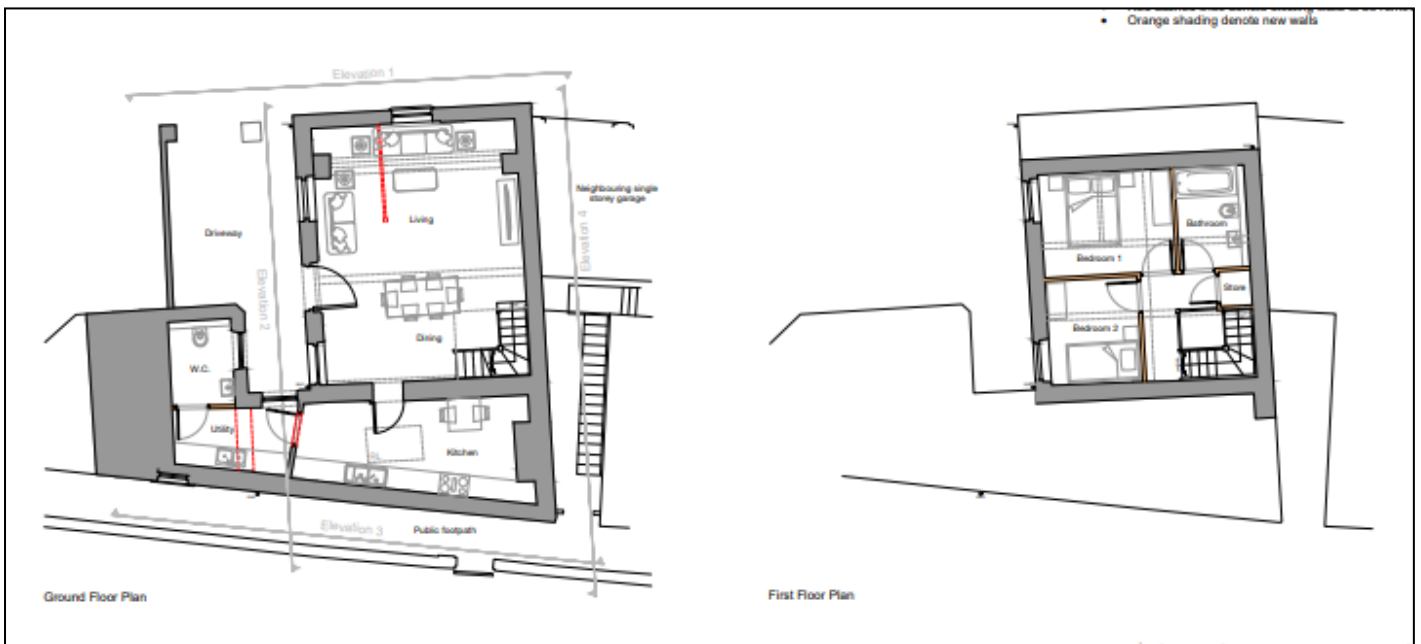 Orange shading denote new walls
Elevation 1
Neighbouring single
storey garage
Living
Driveway
Elevation 4
Elevation 2
Dining
W.C.
Utility
Kitchen
Elevation 3
Public footpath
Ground Floor Plan
Bathroom
Bedroom 1
Store
Bedroom 2
First Floor Plan